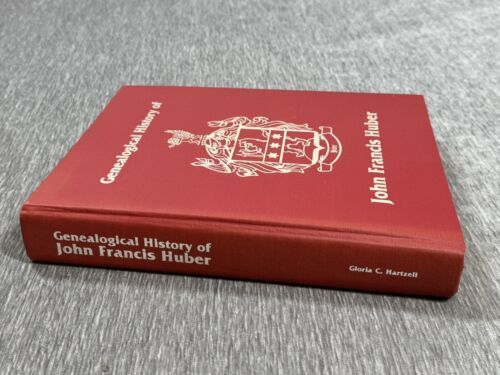 Genealogical History of
John Francis Huber
Genealogical History of
John Francis Huber
Gloria C. Hartzell